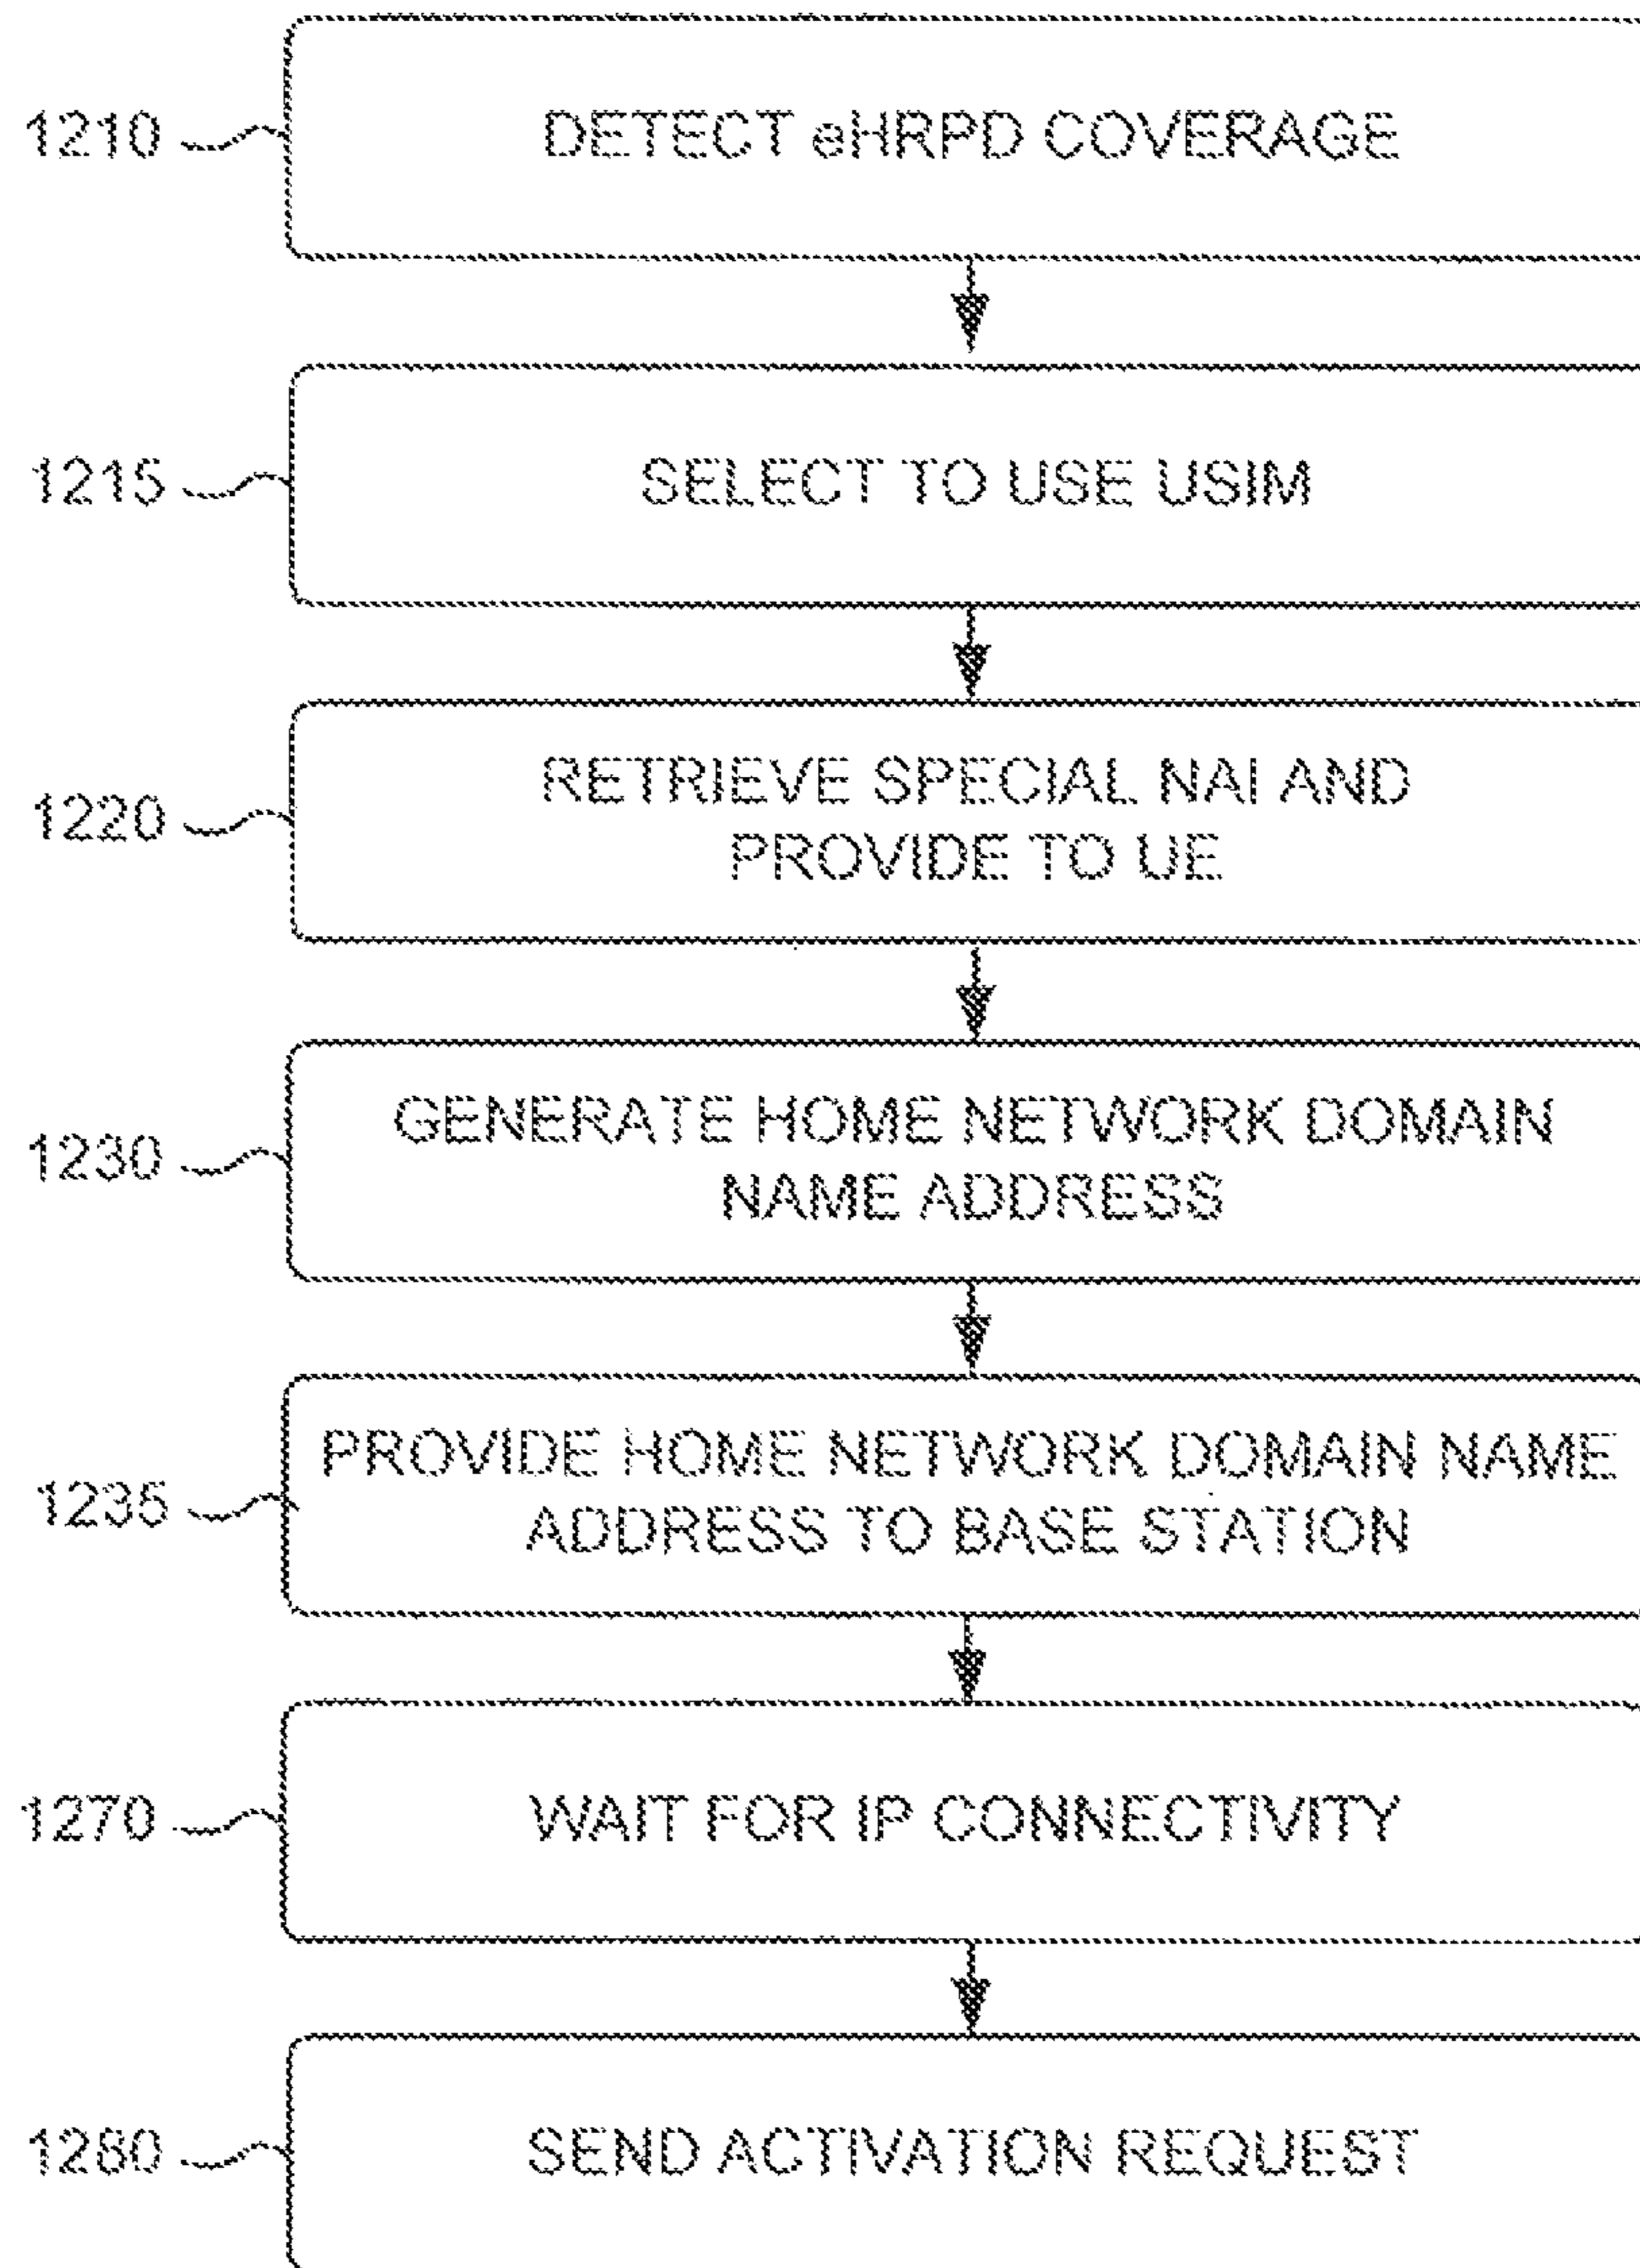 1210 DETECT eHRPD COVERAGE
1215 SELECT TO USE USIM
1220 RETRIEVE SPECIAL NAI AND
PROVIDE TO UE
1230 GENERATE HOME NETWORK DOMAIN
NAME ADDRESS
1235 PROVIDE HOME NETWORK DOMAIN NAME
ADDRESS TO BASE STATION
1270 WAIT FOR IP CONNECTIVITY
1280 SEND ACTIVATION REQUEST